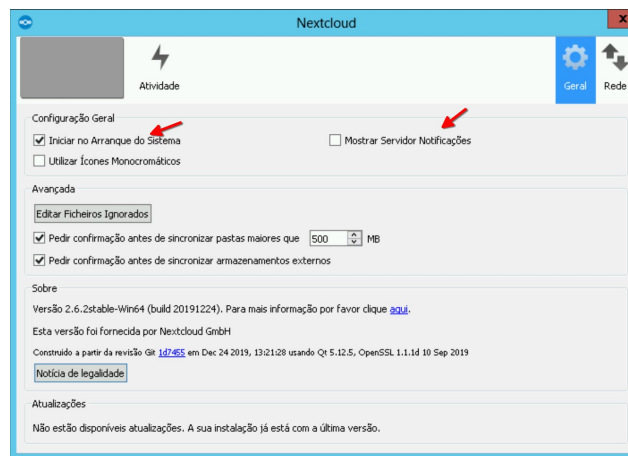 Nextcloud
x
Atividade
Geral
Rede
Configuração Geral
Iniciar no Arranque do Sistema
Mostrar Servidor Notificações
Utilizar Ícones Monocromáticos
Avançada
Editar Ficheiros Ignorados
Pedir confirmação antes de sincronizar pastas maiores que 500 MB
Pedir confirmação antes de sincronizar armazenamentos externos
Sobre
Versão 2.6.2stable-Win64 (build 20191224). Para mais informação por favor clique aqui.
Esta versão foi fornecida por Nextcloud GmbH
Construído a partir da revisão Git 1d7455 em Dec 24 2019, 13:21:28 usando Qt 5.12.5, OpenSSL 1.1.1d 10 Sep 2019
Notícia de legalidade
Atualizações
Não estão disponíveis atualizações. A sua instalação já está com a última versão.